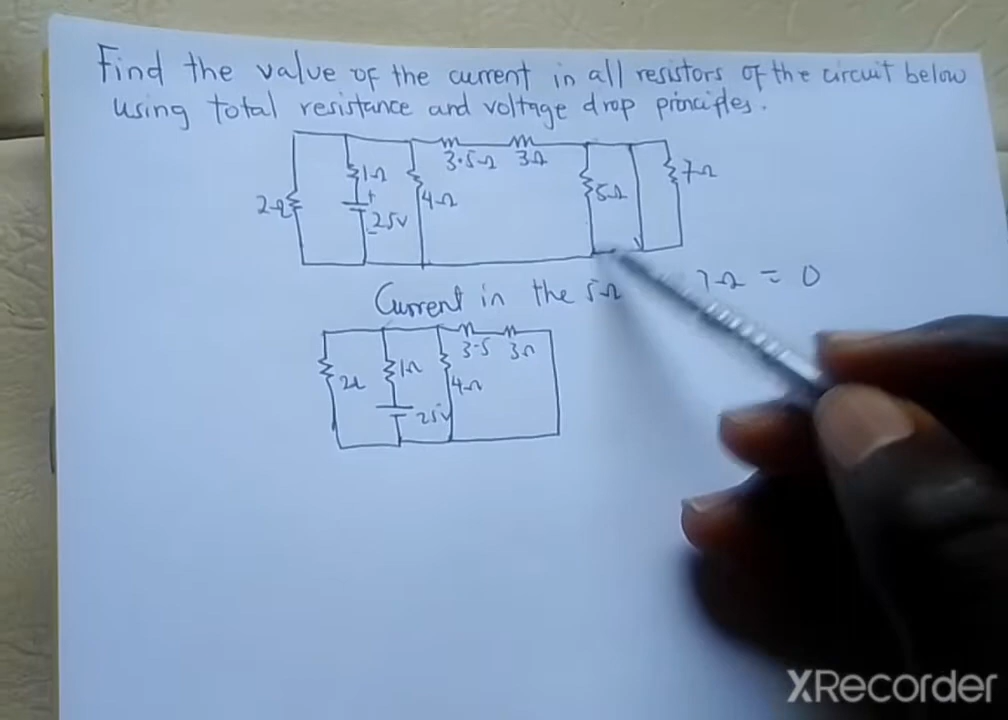 Find the value of the current in all resistors of the circuit below
using total resistance and voltage drop principles.
3.5Ω 3Ω
1Ω 7Ω
2Ω + 4Ω 5Ω
- 25V
Current in the 5Ω 7Ω = 0
3.5 3Ω
2Ω 1Ω 4Ω
25V
XRecorder